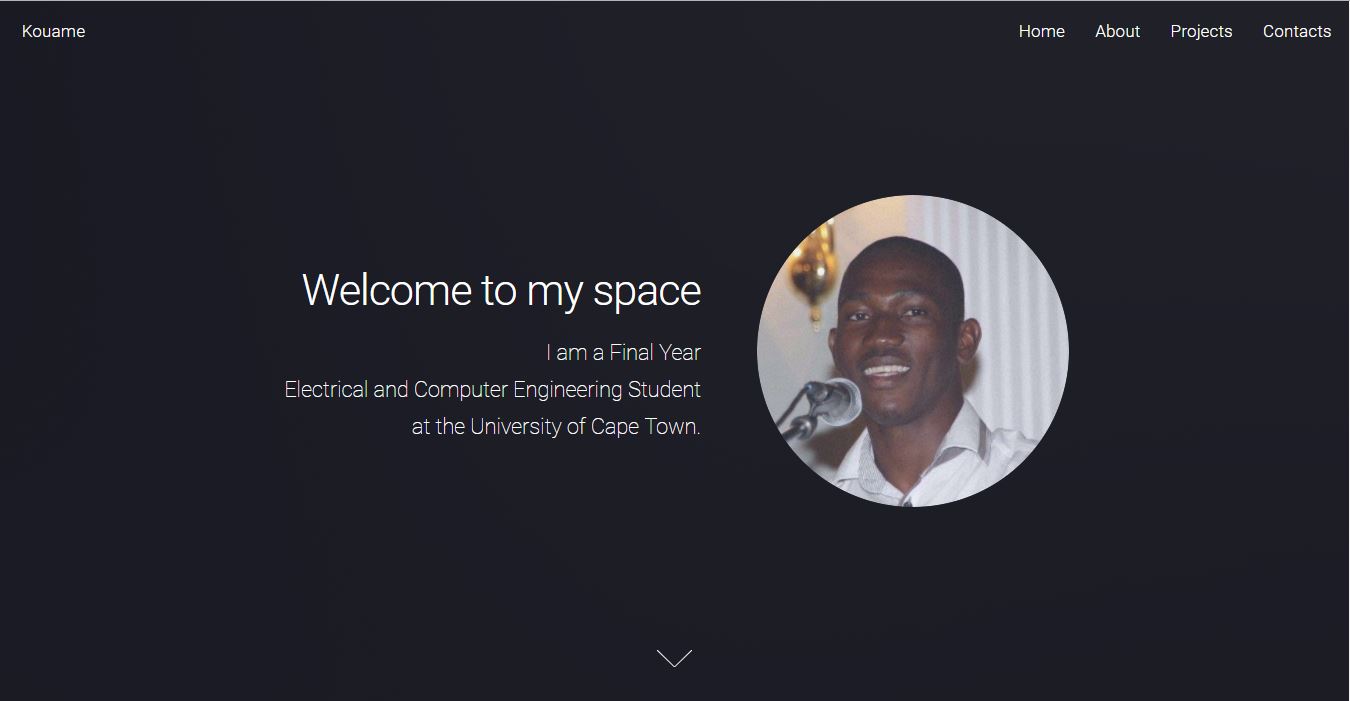 Kouame
Home About Projects Contacts
Welcome to my space
I am a Final Year
Electrical and Computer Engineering Student
at the University of Cape Town.